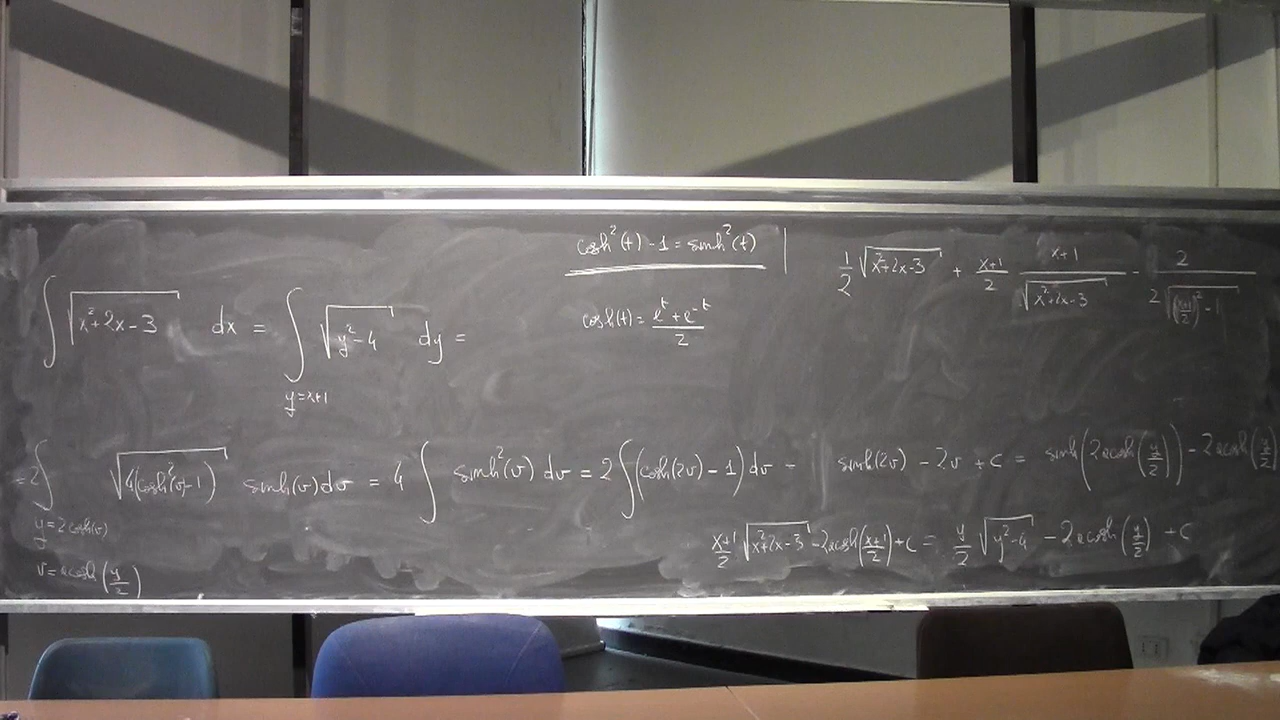 cosh²(t) - 1 = sinh²(t)
cosh(t) = (e^t + e^-t)/2
1/2 √(x²+2x-3) + (x+1)/2 (x+1)/√(x²+2x-3) - 2/(2√(((x+1)/2)² - 1))
∫ √(x²+2x-3) dx = ∫ √(y²-4) dy =
y=x+1
=2∫ √(4(cosh²(v)-1)) sinh(v) dv = 4 ∫ sinh²(v) dv = 2 ∫ (cosh(2v) - 1) dv - sinh(2v) - 2v + c = sinh(2acosh(y/2)) - 2acosh(y/2)
y = 2cosh(v)
v = acosh(y/2)
(x+1)/2 √(x²+2x-3) - 2acosh((x+1)/2) + c = y/2 √(y²-4) - 2acosh(y/2) + c